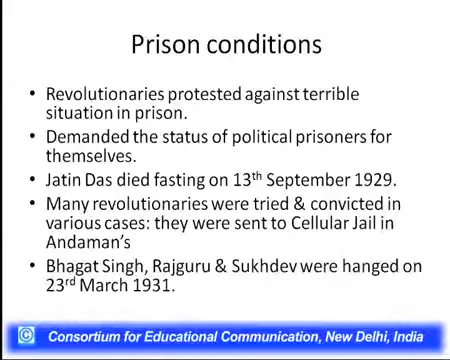 Prison conditions
• Revolutionaries protested against terrible
situation in prison.
• Demanded the status of political prisoners for
themselves.
• Jatin Das died fasting on 13th September 1929.
• Many revolutionaries were tried & convicted in
various cases: they were sent to Cellular Jail in
Andaman’s
• Bhagat Singh, Rajguru & Sukhdev were hanged on
23rd March 1931.
© Consortium for Educational Communication, New Delhi, India